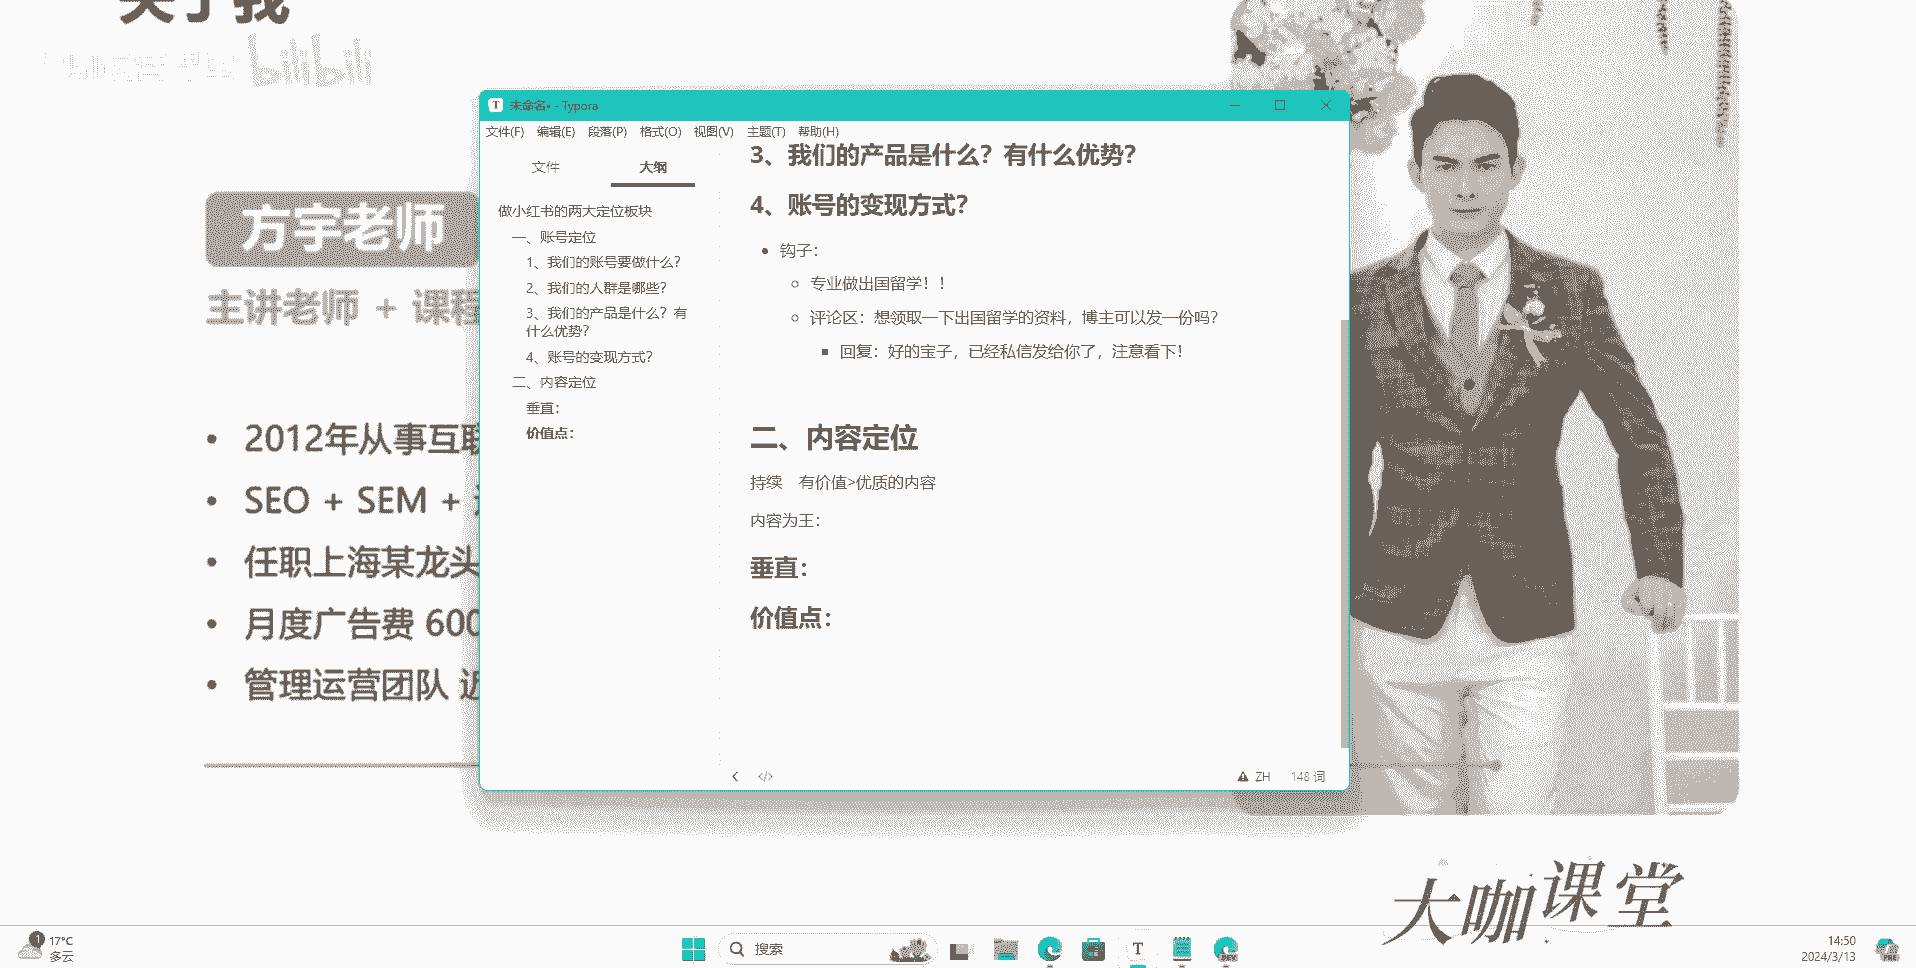 关于我
bilibili
方宇老师
主讲老师 + 课程
2012年从事互联
SEO + SEM +
任职上海某龙头
月度广告费 600
管理运营团队 近
T 未命名• - Typora
文件(F) 编辑(E) 段落(P) 格式(O) 视图(V) 主题(T) 帮助(H)
文件 大纲
做小红书的两大定位板块
一、账号定位
1、我们的账号要做什么？
2、我们的人群是哪些？
3、我们的产品是什么？有
什么优势？
4、账号的变现方式？
二、内容定位
垂直：
价值点：
3、我们的产品是什么？有什么优势？
4、账号的变现方式？
钩子：
专业做出国留学！！
评论区：想领取一下出国留学的资料，博主可以发一份吗？
回复：好的宝子，已经私信发给你了，注意看下！
二、内容定位
持续 有价值>优质的内容
内容为王：
垂直：
价值点：
</> ZH 148 词
大咖课堂
1 17°C
多云
搜索
T
DEV
14:50
2024/3/13
PRE